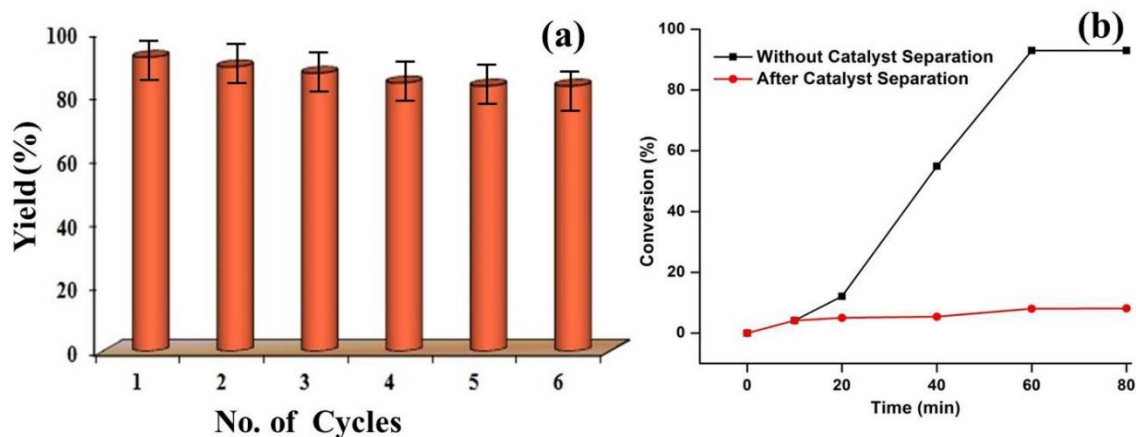 (a)
100
80
60
40
20
0
Yield (%)
1 2 3 4 5 6
No. of Cycles
(b)
Without Catalyst Separation
After Catalyst Separation
100
80
60
40
20
0
Conversion (%)
0 20 40 60 80
Time (min)